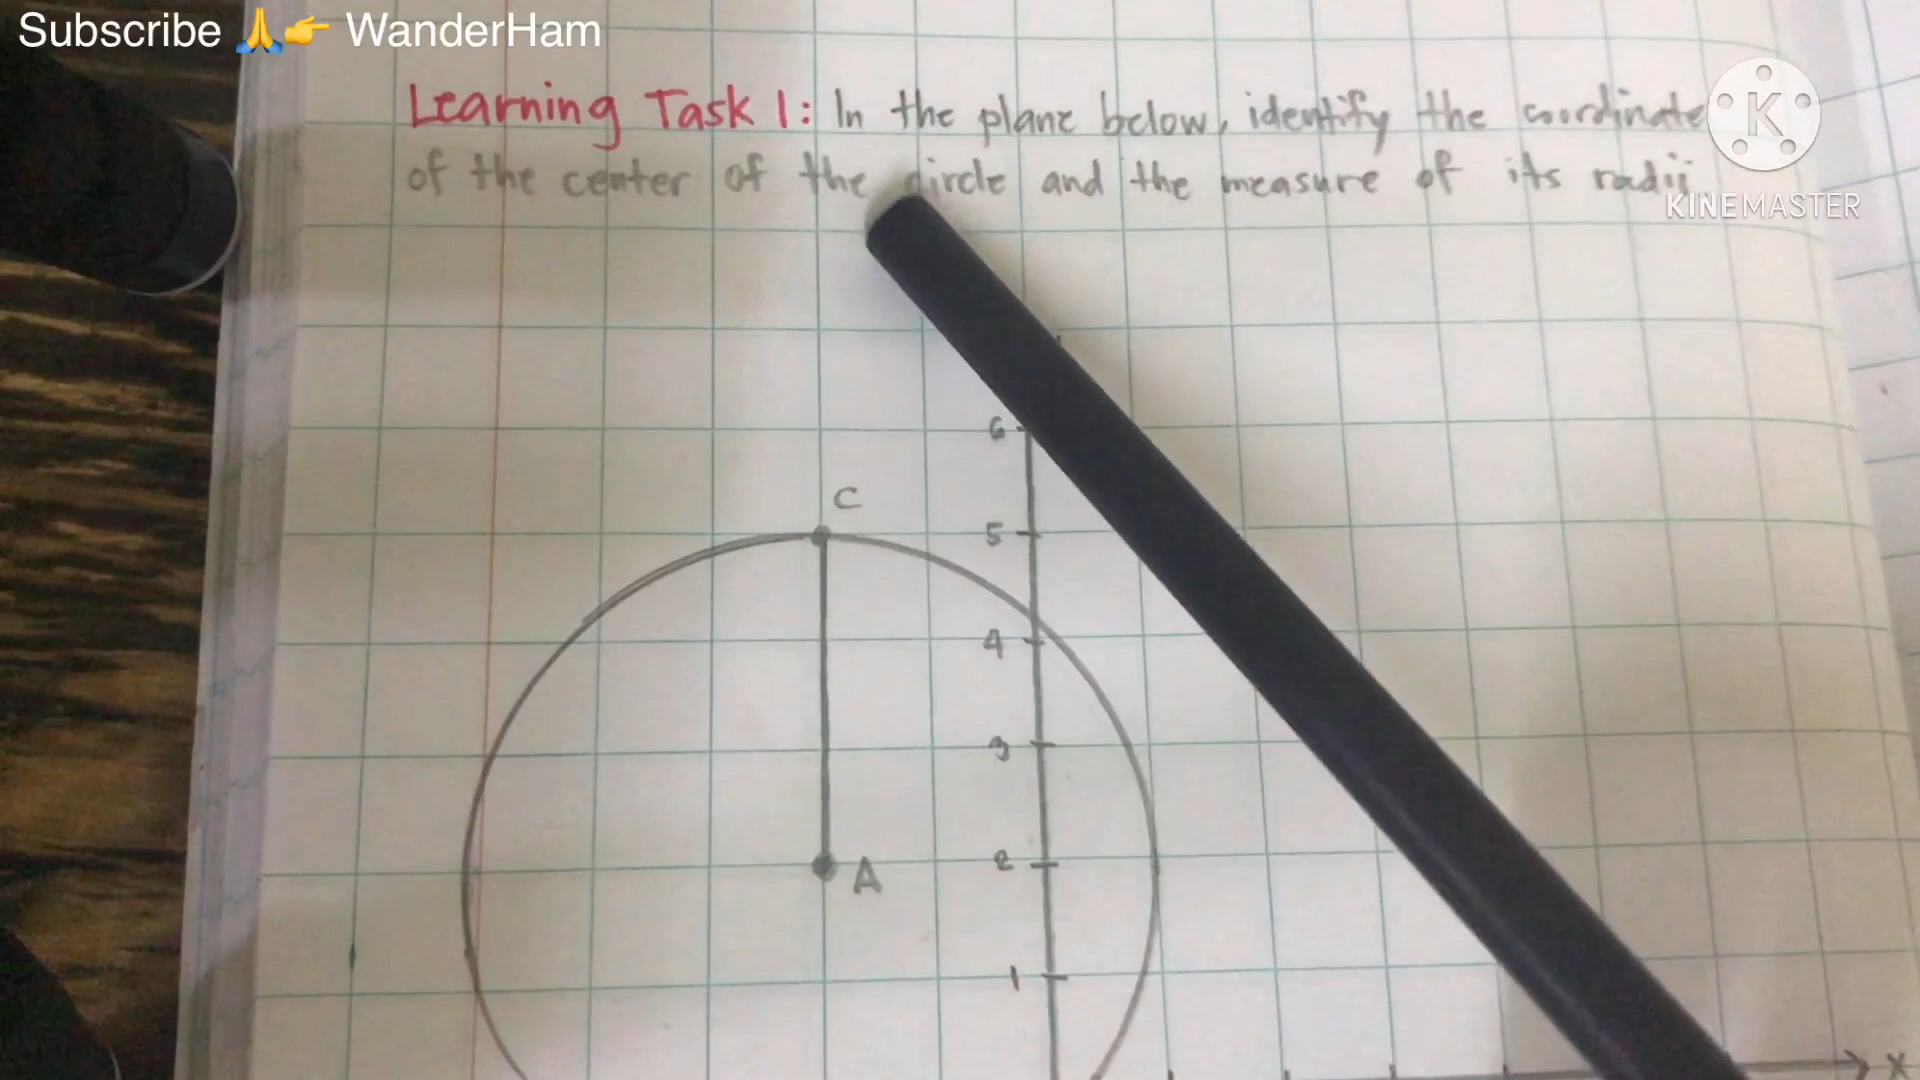 Subscribe 🙏👉 WanderHam
Learning Task 1: In the plane below, identify the coordinate
of the center of the circle and the measure of its radii
K
KINEMASTER
6
C
5
4
3
2
A
1
X